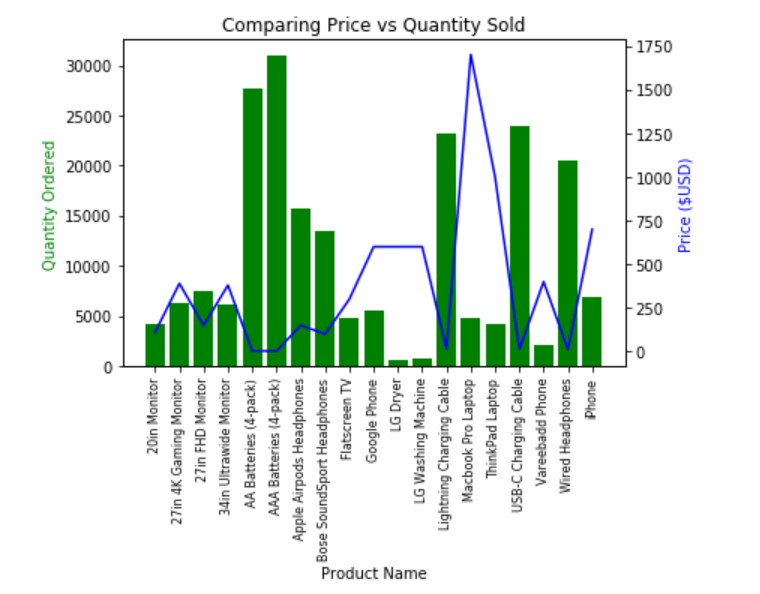 Comparing Price vs Quantity Sold
Quantity Ordered
30000
25000
20000
15000
10000
5000
0
1750
1500
1250
1000
750
500
250
0
Price ($USD)
20in Monitor
27in 4K Gaming Monitor
27in FHD Monitor
34in Ultrawide Monitor
AA Batteries (4-pack)
AAA Batteries (4-pack)
Apple Airpods Headphones
Bose SoundSport Headphones
Flatscreen TV
Google Phone
LG Dryer
LG Washing Machine
Lightning Charging Cable
Macbook Pro Laptop
ThinkPad Laptop
USB-C Charging Cable
Vareebadd Phone
Wired Headphones
iPhone
Product Name